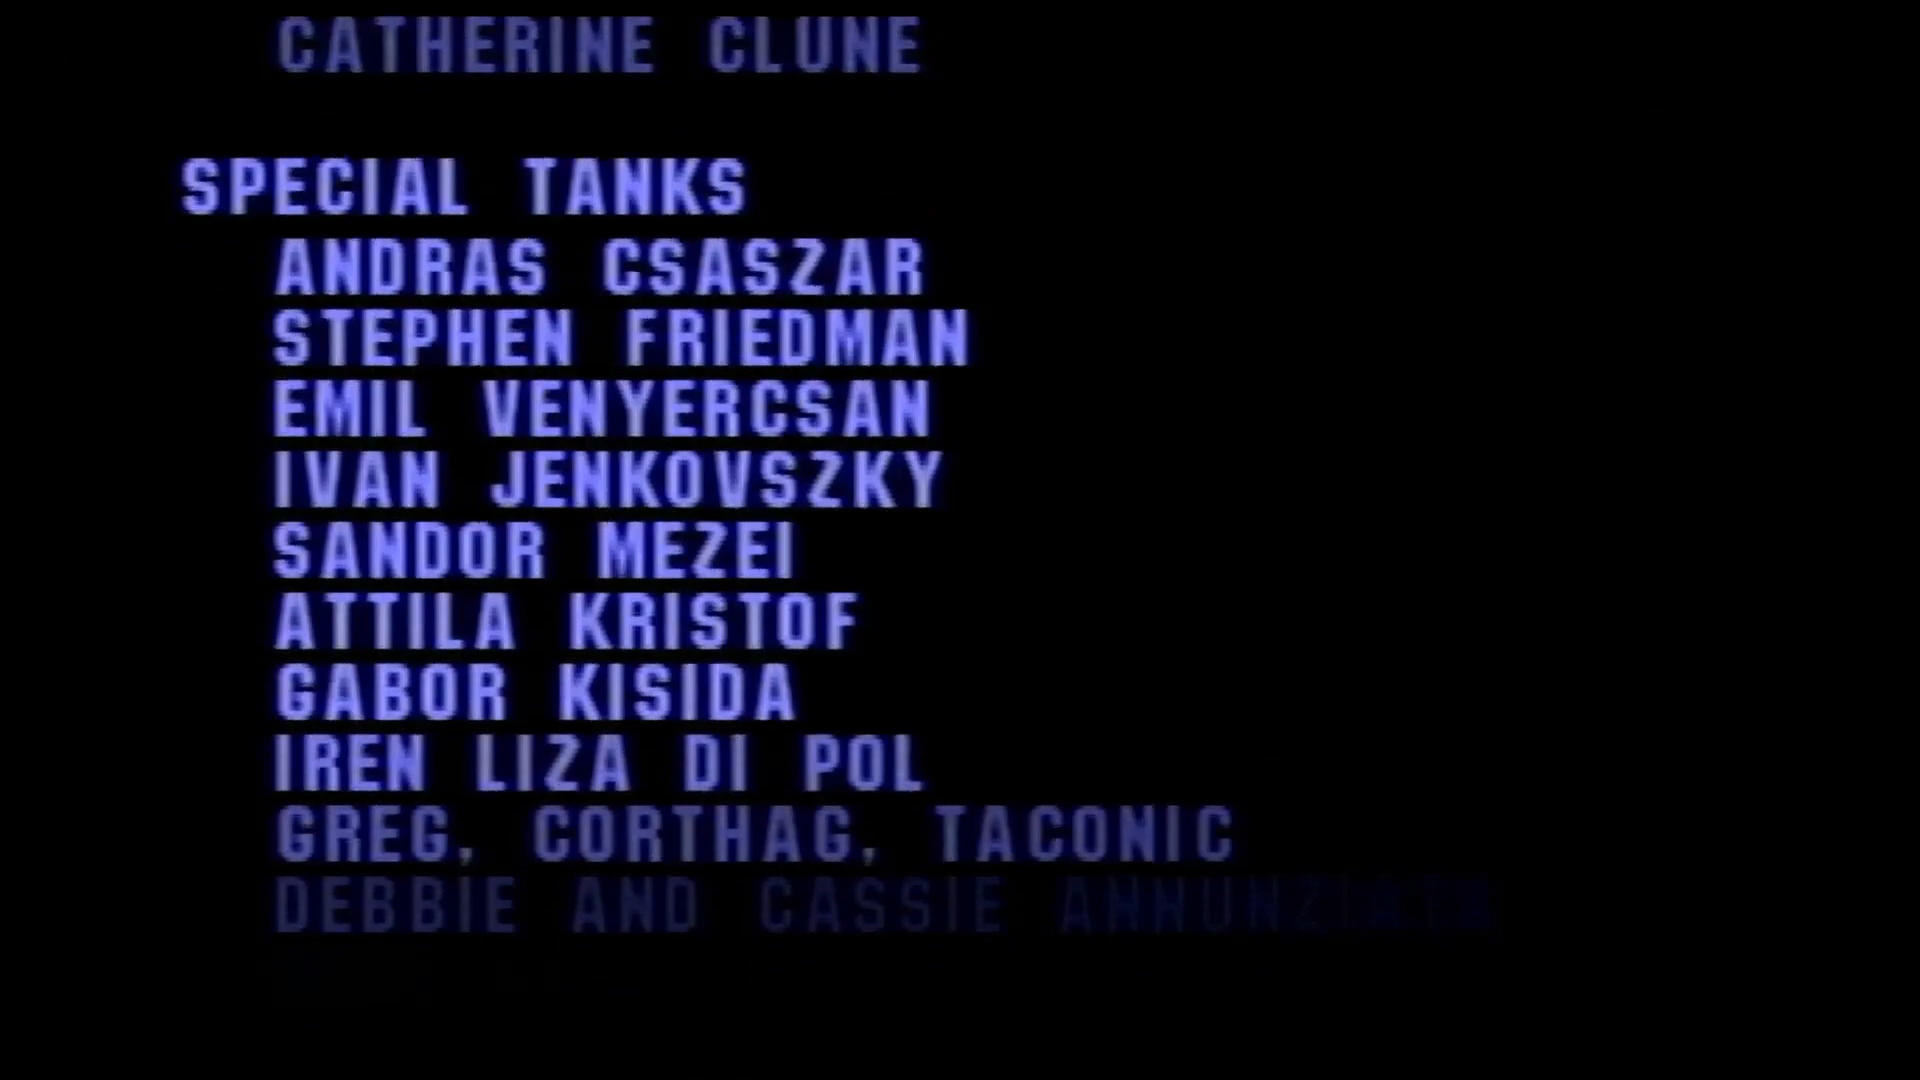 CATHERINE CLUNE
SPECIAL TANKS
ANDRAS CSASZAR
STEPHEN FRIEDMAN
EMIL VENYERCSAN
IVAN JENKOVSZKY
SANDOR MEZEI
ATTILA KRISTOF
GABOR KISIDA
IREN LIZA DI POL
GREG, CORTHAG, TACONIC
DEBBIE AND CASSIE ANNUNZIATA